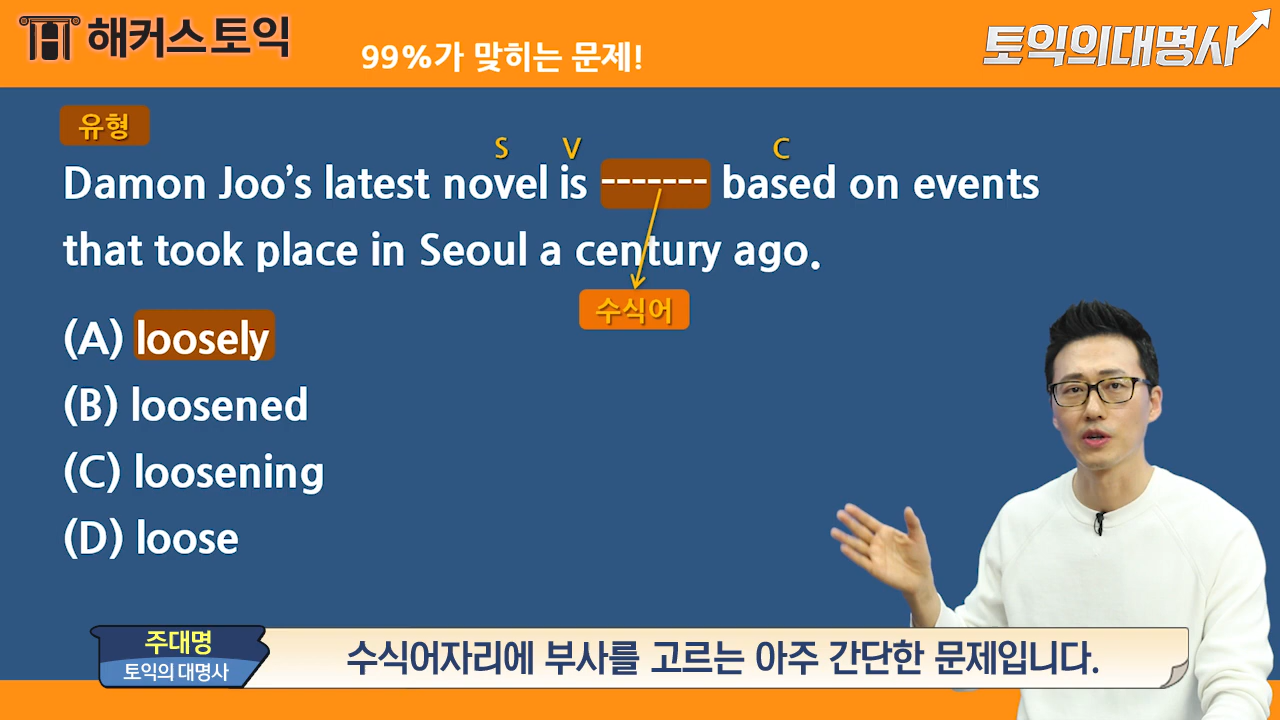 해커스토익
99%가 맞히는 문제!
토익의대명사
유형
S V C
Damon Joo's latest novel is ------- based on events
that took place in Seoul a century ago.
수식어
(A) loosely
(B) loosened
(C) loosening
(D) loose
주대명
토익의 대명사
수식어자리에 부사를 고르는 아주 간단한 문제입니다.